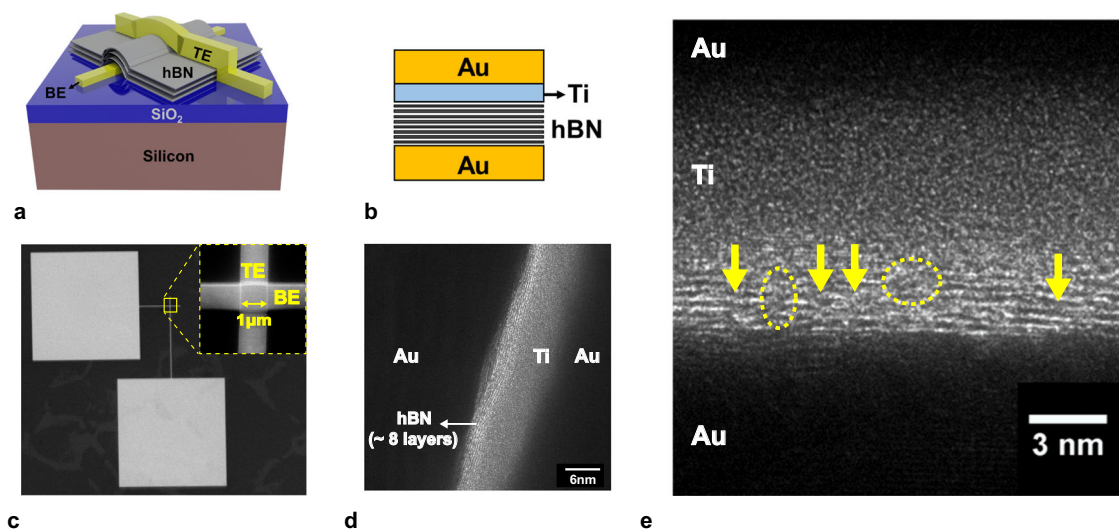 TE
hBN
BE
SiO₂
Silicon
a
Au
Ti
hBN
Au
b
TE
BE
1µm
c
Au
Ti
Au
hBN
(~ 8 layers)
6nm
d
Au
Ti
Au
3 nm
e